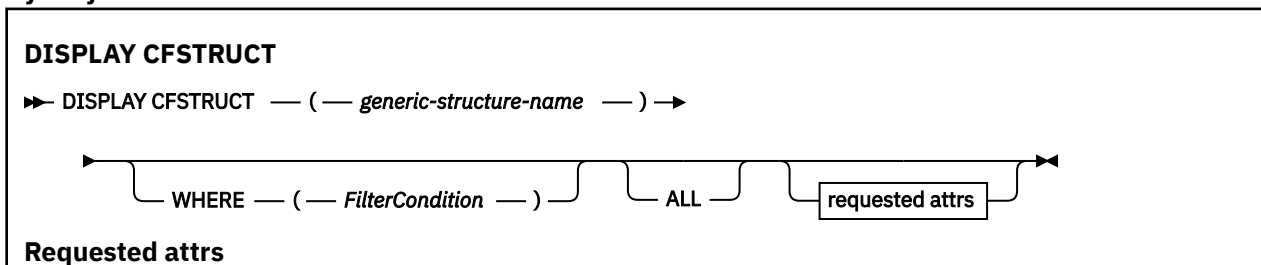 DISPLAY CFSTRUCT
DISPLAY CFSTRUCT ( generic-structure-name )
WHERE ( FilterCondition ) ALL requested attrs
Requested attrs